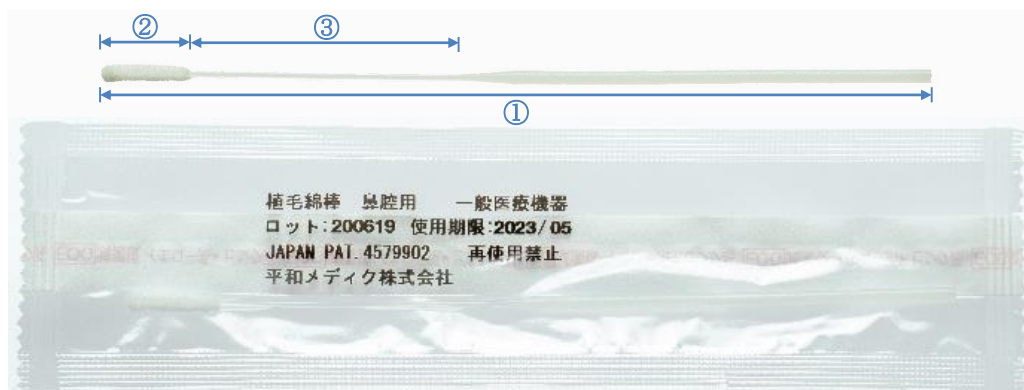 ② ③
①
植毛綿棒 鼻腔用 一般医療機器
ロット:200619 使用期限:2023/05
JAPAN PAT.4579902 再使用禁止
平和メディク株式会社